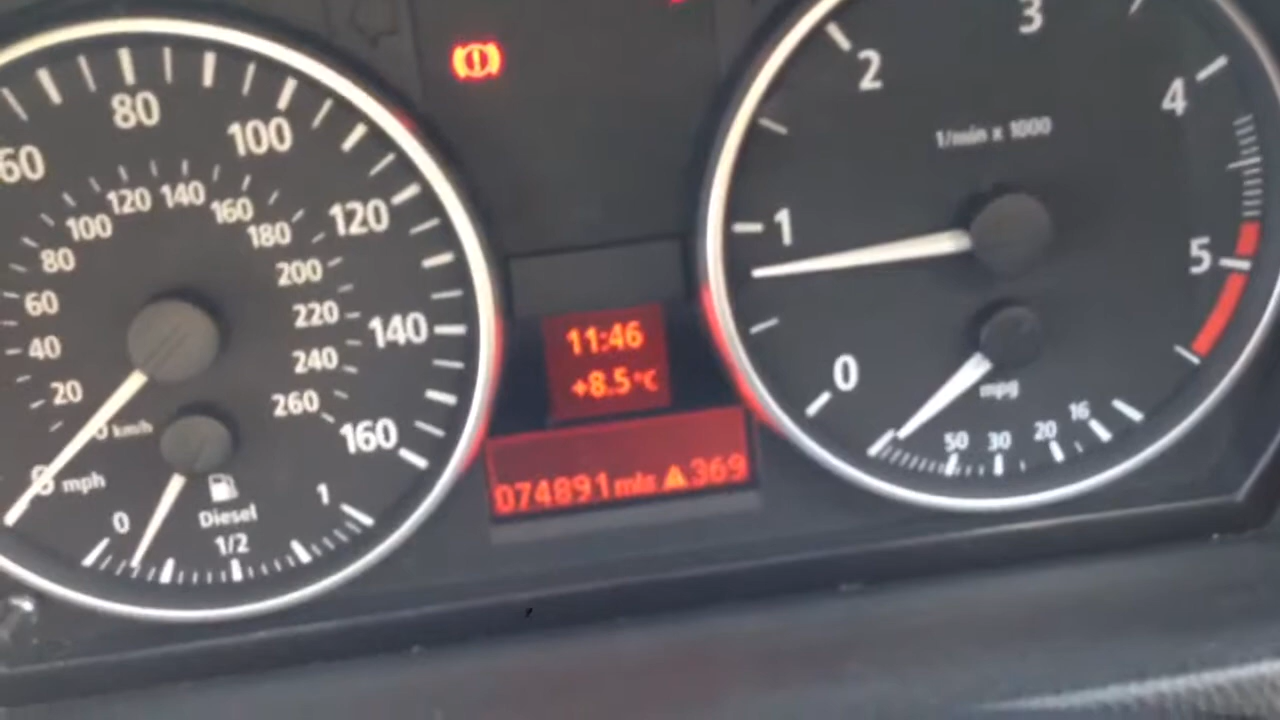 60 80 100 120 140 160
20 40 60 80 100 120 140 160 180 200 220 240 260
km/h
mph
0 1/2 1
Diesel
11:46
+8.5°C
074891mls 369
0 1 2 3 4 5
1/min x 1000
mpg
50 30 20 16